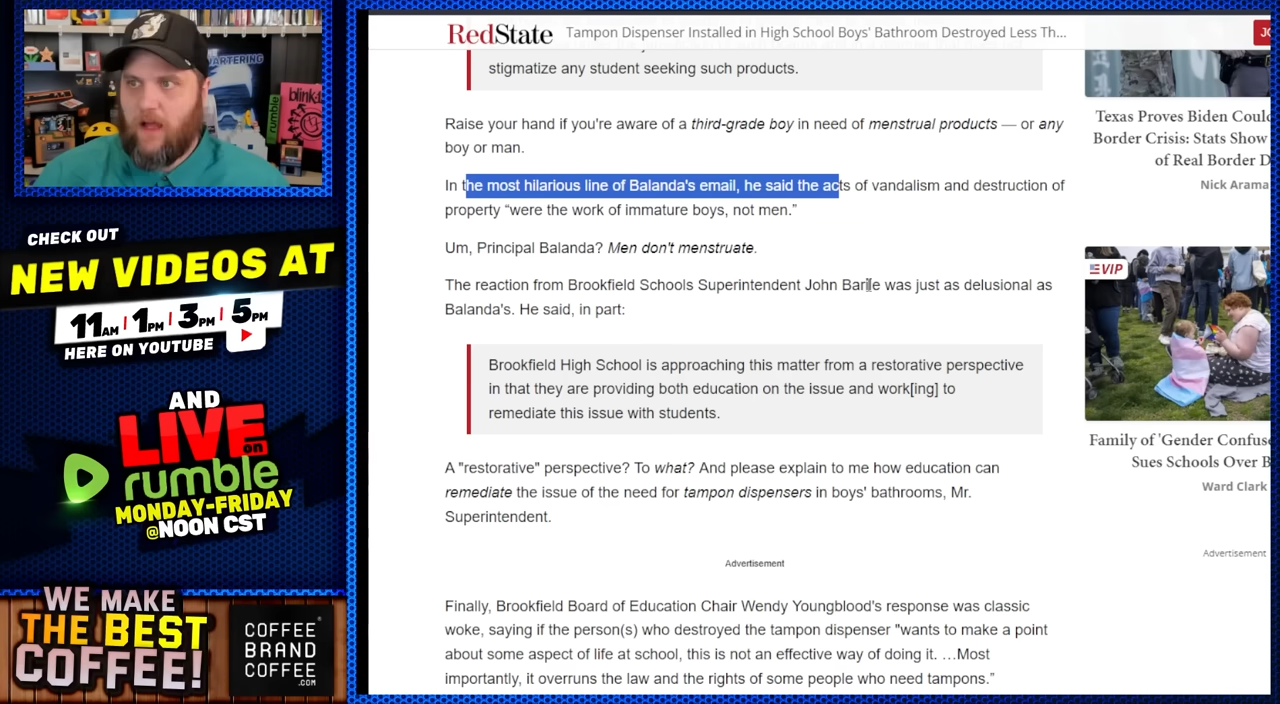 UARTERING
rumble
blink
CHECK OUT
NEW VIDEOS AT
11AM | 1PM | 3PM | 5PM
HERE ON YOUTUBE
AND
LIVE on
rumble
MONDAY-FRIDAY
@NOON CST
WE MAKE
THE BEST
COFFEE!
COFFEE
BRAND
COFFEE
.COM
RedState Tampon Dispenser Installed in High School Boys' Bathroom Destroyed Less Th...
JO
stigmatize any student seeking such products.
Raise your hand if you're aware of a third-grade boy in need of menstrual products — or any
boy or man.
In the most hilarious line of Balanda's email, he said the acts of vandalism and destruction of
property “were the work of immature boys, not men.”
Um, Principal Balanda? Men don't menstruate.
The reaction from Brookfield Schools Superintendent John Barile was just as delusional as
Balanda's. He said, in part:
Brookfield High School is approaching this matter from a restorative perspective
in that they are providing both education on the issue and work[ing] to
remediate this issue with students.
A "restorative" perspective? To what? And please explain to me how education can
remediate the issue of the need for tampon dispensers in boys' bathrooms, Mr.
Superintendent.
Advertisement
Finally, Brookfield Board of Education Chair Wendy Youngblood's response was classic
woke, saying if the person(s) who destroyed the tampon dispenser "wants to make a point
about some aspect of life at school, this is not an effective way of doing it. …Most
importantly, it overruns the law and the rights of some people who need tampons.”
Texas Proves Biden Coul
Border Crisis: Stats Show
of Real Border D
Nick Arama
VIP
Family of 'Gender Confuse
Sues Schools Over B
Ward Clark
Advertisement